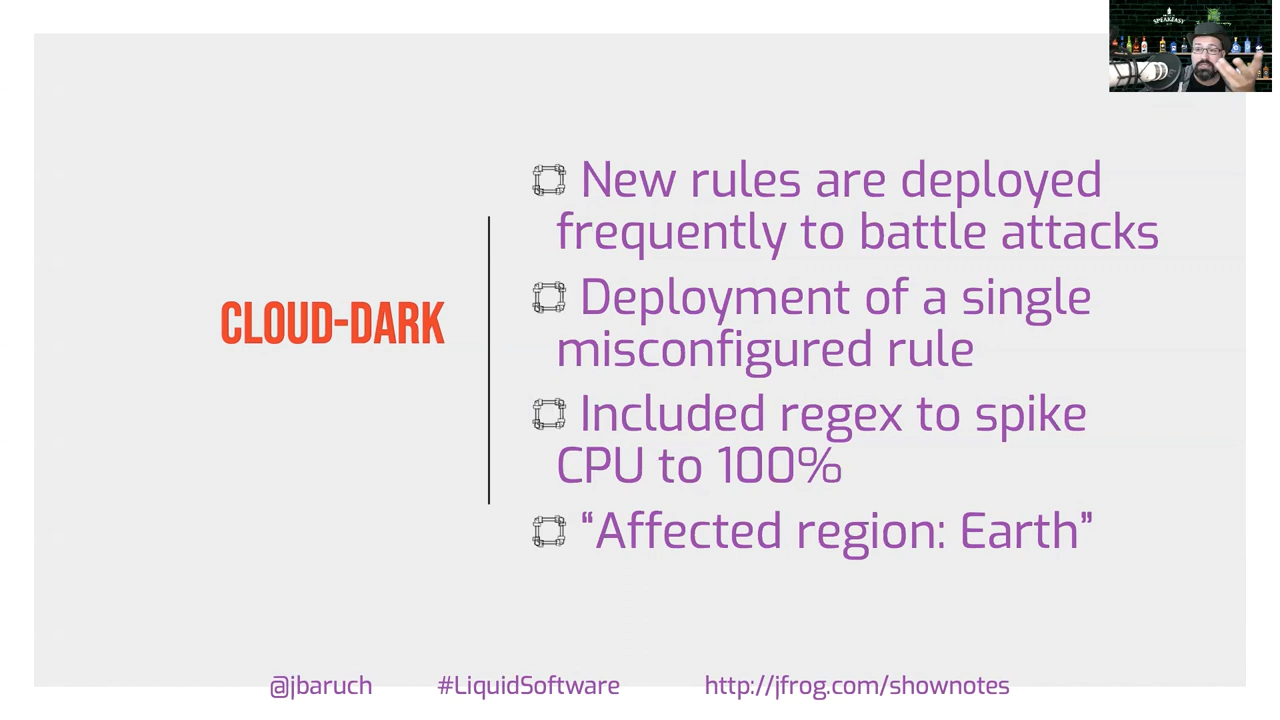 SPEAKEASY
New rules are deployed
frequently to battle attacks
CLOUD-DARK
Deployment of a single
misconfigured rule
Included regex to spike
CPU to 100%
“Affected region: Earth”
@jbaruch
#LiquidSoftware
http://jfrog.com/shownotes